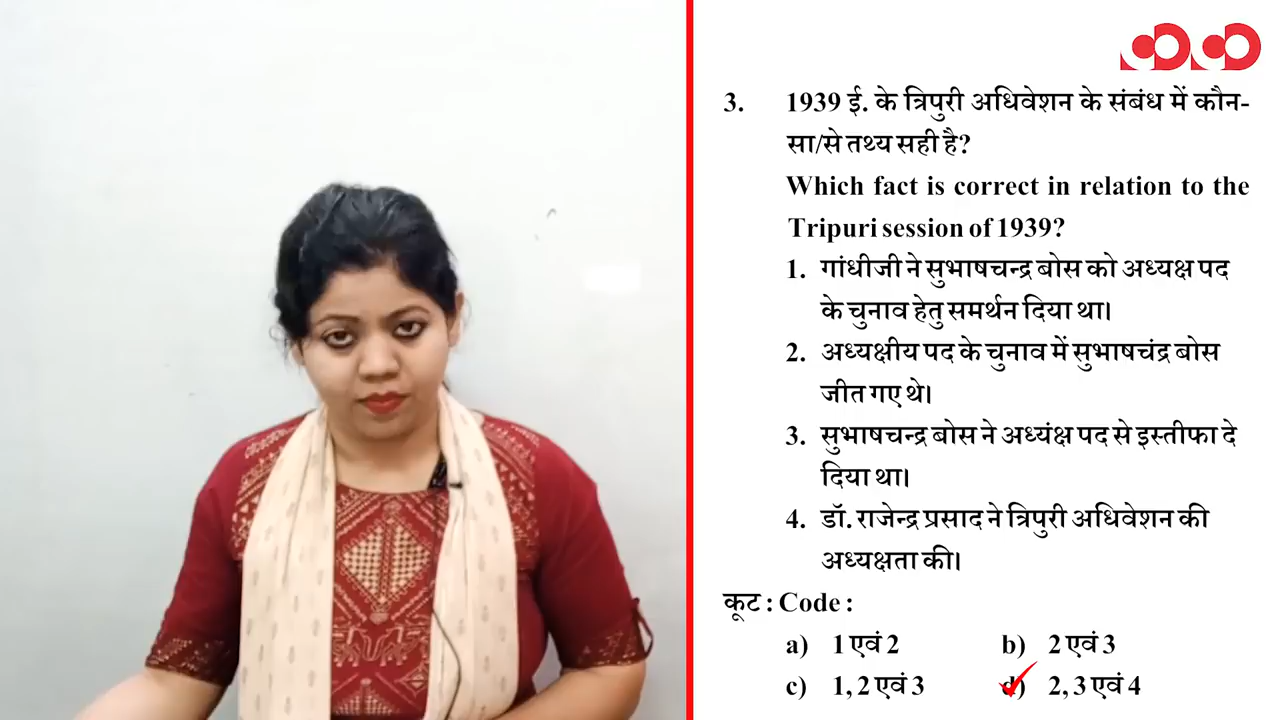 3. 1939 ई. के त्रिपुरी अधिवेशन के संबंध में कौन-
सा/से तथ्य सही है?
Which fact is correct in relation to the
Tripuri session of 1939?
1. गांधीजी ने सुभाषचन्द्र बोस को अध्यक्ष पद
के चुनाव हेतु समर्थन दिया था।
2. अध्यक्षीय पद के चुनाव में सुभाषचंद्र बोस
जीत गए थे।
3. सुभाषचन्द्र बोस ने अध्यंक्ष पद से इस्तीफा दे
दिया था।
4. डॉ. राजेन्द्र प्रसाद ने त्रिपुरी अधिवेशन की
अध्यक्षता की।
कूट : Code :
a) 1 एवं 2 b) 2 एवं 3
c) 1, 2 एवं 3 d) 2, 3 एवं 4